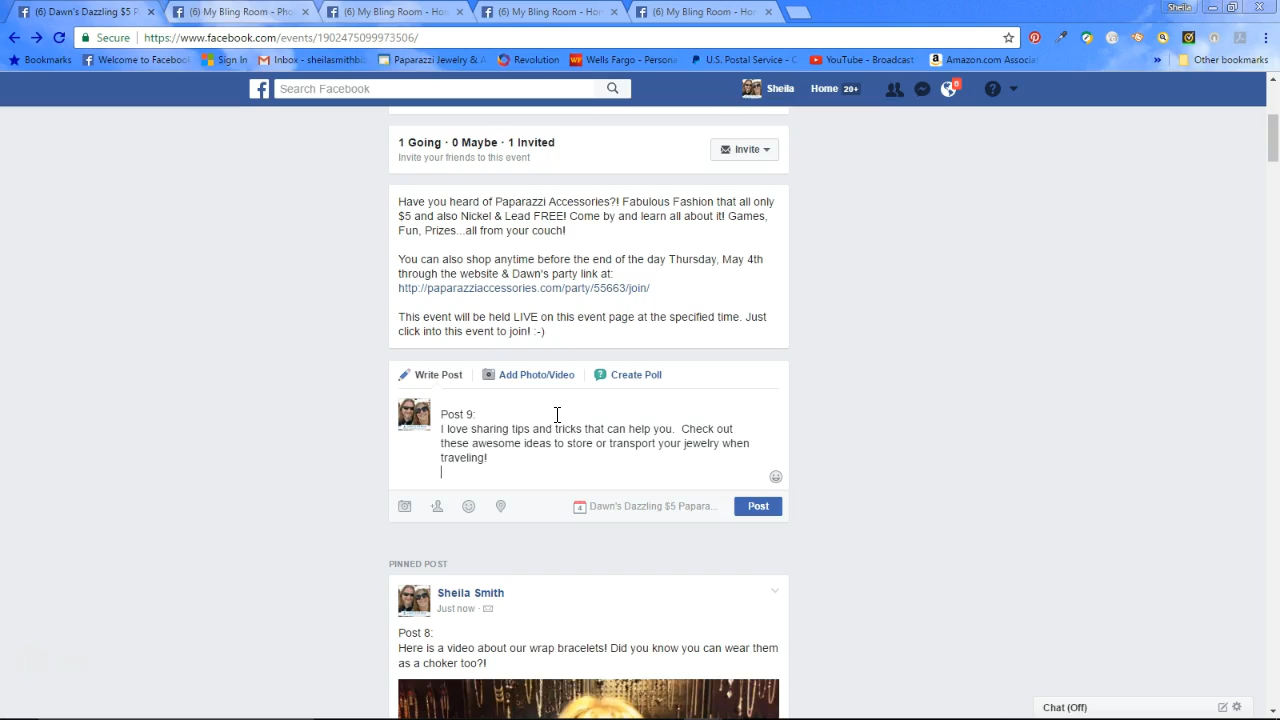 (6) Dawn's Dazzling $5 P
(6) My Bling Room - Pho
(6) My Bling Room - Hom
(6) My Bling Room - Hom
(6) My Bling Room - Hom
Sheila
Secure
https://www.facebook.com/events/1902475099973506/
Bookmarks
Welcome to Facebook
Sign In
Inbox - sheilasmithbi
Paparazzi Jewelry & A
Revolution
Wells Fargo - Persona
U.S. Postal Service - C
YouTube - Broadcast
Amazon.com Associat
»
Other bookmarks
Search Facebook
Sheila
Home 20+
6
1 Going · 0 Maybe · 1 Invited
Invite your friends to this event
Invite
Have you heard of Paparazzi Accessories?! Fabulous Fashion that all only
$5 and also Nickel & Lead FREE! Come by and learn all about it! Games,
Fun, Prizes...all from your couch!
You can also shop anytime before the end of the day Thursday, May 4th
through the website & Dawn's party link at:
http://paparazziaccessories.com/party/55663/join/
This event will be held LIVE on this event page at the specified time. Just
click into this event to join! :-)
Write Post
Add Photo/Video
Create Poll
Post 9:
I love sharing tips and tricks that can help you. Check out
these awesome ideas to store or transport your jewelry when
traveling!
4
Dawn's Dazzling $5 Papara...
Post
PINNED POST
Sheila Smith
Just now ·
Post 8:
Here is a video about our wrap bracelets! Did you know you can wear them
as a choker too?!
Chat (Off)